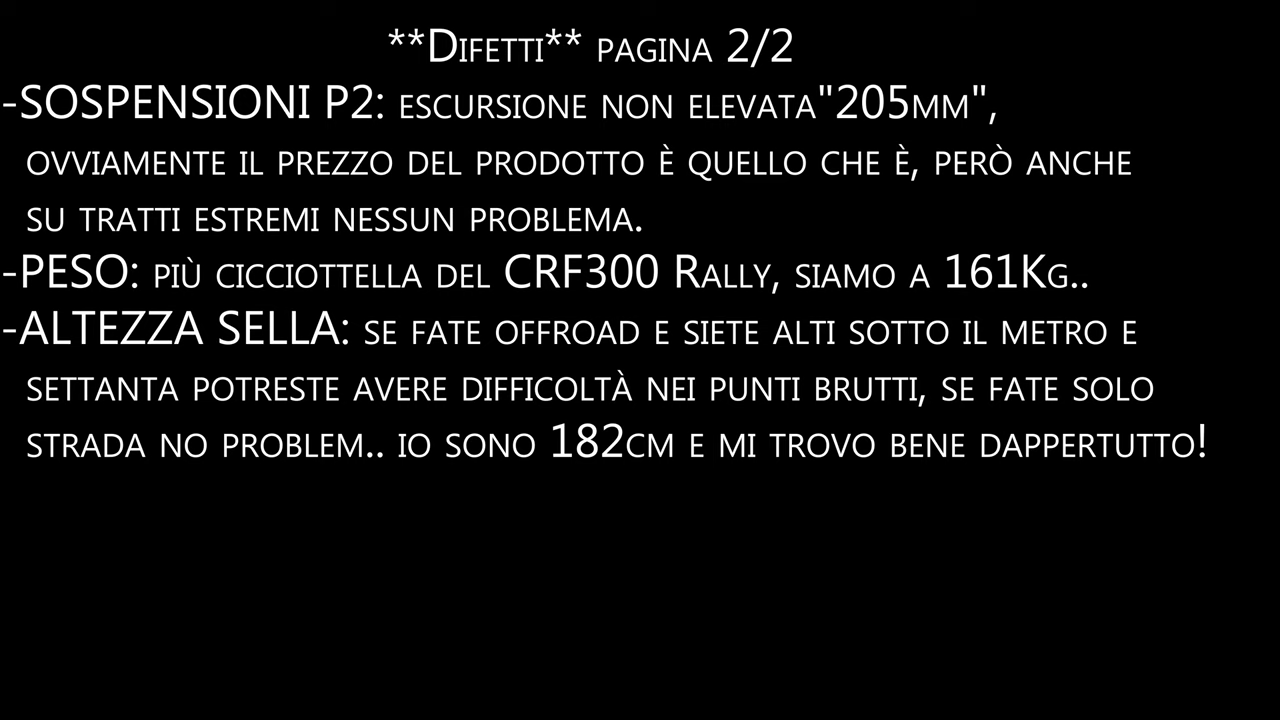 **Difetti** pagina 2/2
-SOSPENSIONI P2: escursione non elevata"205mm",
ovviamente il prezzo del prodotto è quello che è, però anche
su tratti estremi nessun problema.
-PESO: più cicciottella del CRF300 Rally, siamo a 161Kg..
-ALTEZZA SELLA: se fate offroad e siete alti sotto il metro e
settanta potreste avere difficoltà nei punti brutti, se fate solo
strada no problem.. io sono 182cm e mi trovo bene dappertutto!